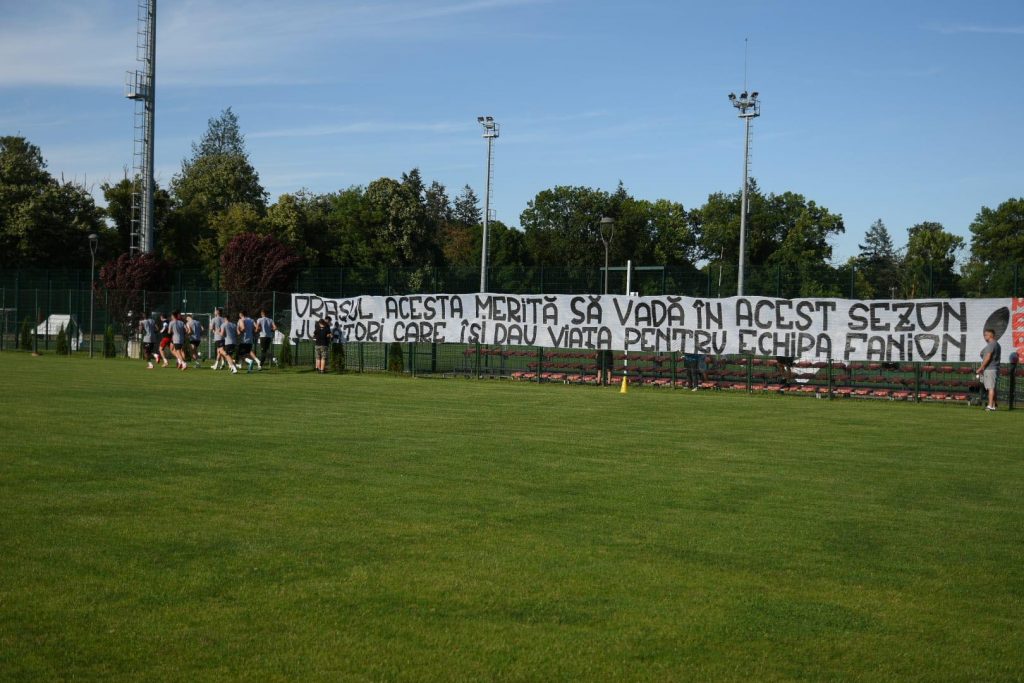 ORAȘUL ACESTA MERITĂ SĂ VADĂ ÎN ACEST SEZON
JUCĂTORI CARE ÎȘI DAU VIAȚA PENTRU ECHIPA FANION